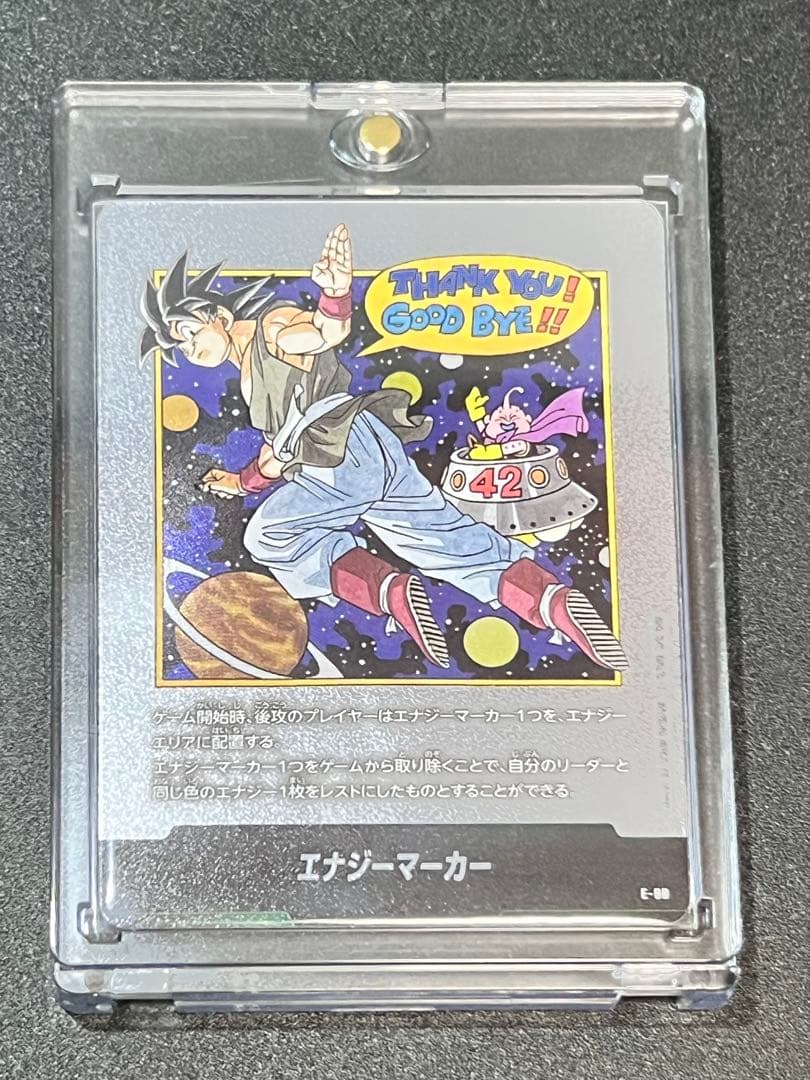 THANK YOU!
GOOD BYE!!
42
ゲーム開始時、後攻のプレイヤーはエナジーマーカー1つを、エナジー
エリアに配置する。
エナジーマーカー1つをゲームから取り除くことで、自分のリーダーと
同じ色のエナジー1枚をレストにしたものとすることができる。
エナジーマーカー